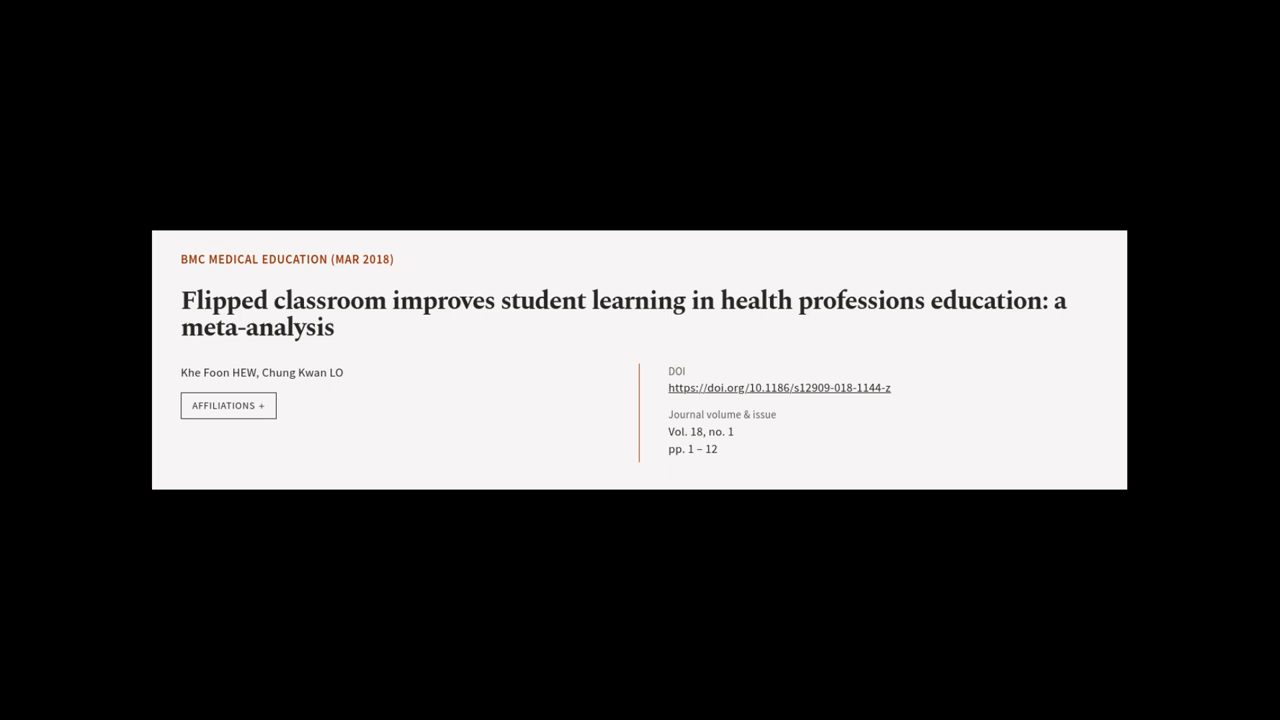 BMC MEDICAL EDUCATION (MAR 2018)
Flipped classroom improves student learning in health professions education: a
meta-analysis
Khe Foon HEW, Chung Kwan LO
AFFILIATIONS +
DOI
https://doi.org/10.1186/s12909-018-1144-z
Journal volume & issue
Vol. 18, no. 1
pp. 1 – 12